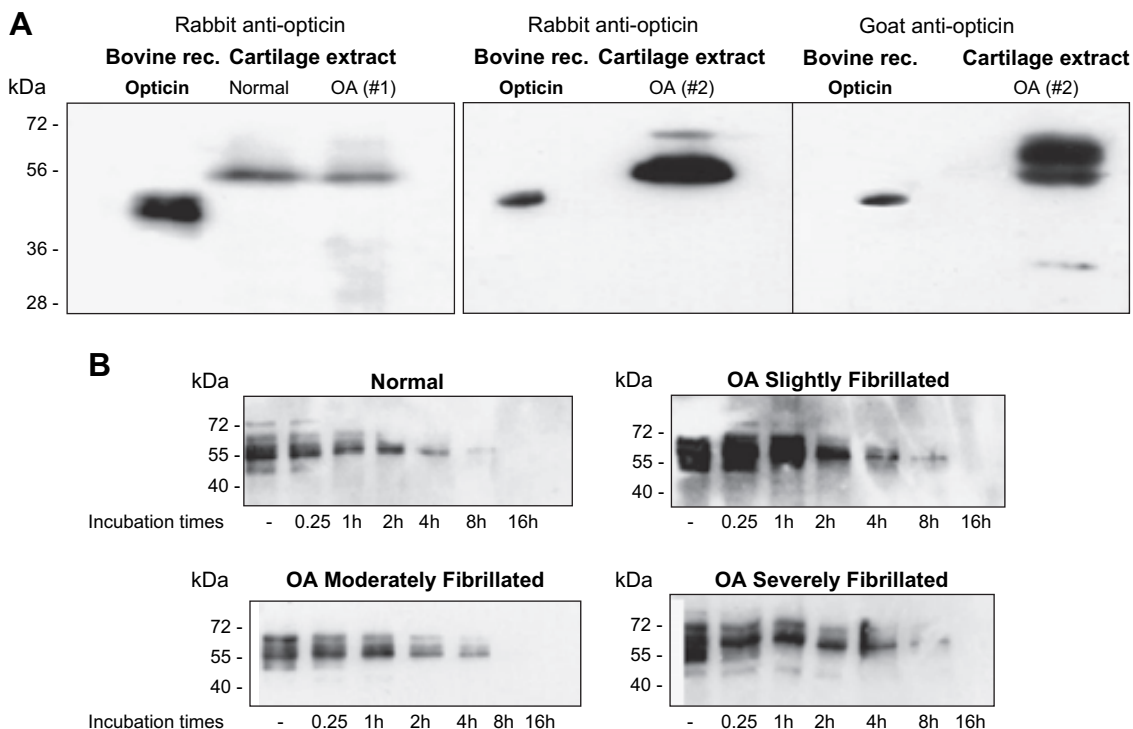 A
Rabbit anti-opticin Rabbit anti-opticin Goat anti-opticin
Bovine rec. Cartilage extract Bovine rec. Cartilage extract Bovine rec. Cartilage extract
kDa Opticin Normal OA (#1) Opticin OA (#2) Opticin OA (#2)
72 -
56 -
36 -
28 -
B
kDa Normal
72 -
55 -
40 -
Incubation times - 0.25 1h 2h 4h 8h 16h
kDa OA Slightly Fibrillated
72 -
55 -
40 -
- 0.25 1h 2h 4h 8h 16h
kDa OA Moderately Fibrillated
72 -
55 -
40 -
Incubation times - 0.25 1h 2h 4h 8h 16h
kDa OA Severely Fibrillated
72 -
55 -
40 -
- 0.25 1h 2h 4h 8h 16h